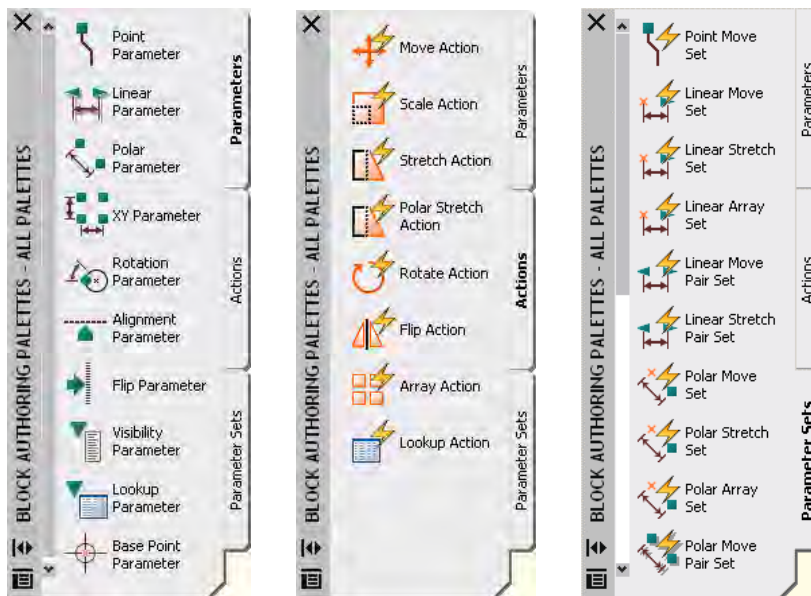 BLOCK AUTHORING PALETTES - ALL PALETTES
Point
Parameter
Linear
Parameter
Polar
Parameter
XY Parameter
Rotation
Parameter
Alignment
Parameter
Flip Parameter
Visibility
Parameter
Lookup
Parameter
Base Point
Parameter
Parameters
Actions
Parameter Sets
BLOCK AUTHORING PALETTES - ALL PALETTES
Move Action
Scale Action
Stretch Action
Polar Stretch
Action
Rotate Action
Flip Action
Array Action
Lookup Action
Parameters
Actions
Parameter Sets
BLOCK AUTHORING PALETTES - ALL PALETTES
Point Move
Set
Linear Move
Set
Linear Stretch
Set
Linear Array
Set
Linear Move
Pair Set
Linear Stretch
Pair Set
Polar Move
Set
Polar Stretch
Set
Polar Array
Set
Polar Move
Pair Set
Parameters
Actions
Parameter Sets